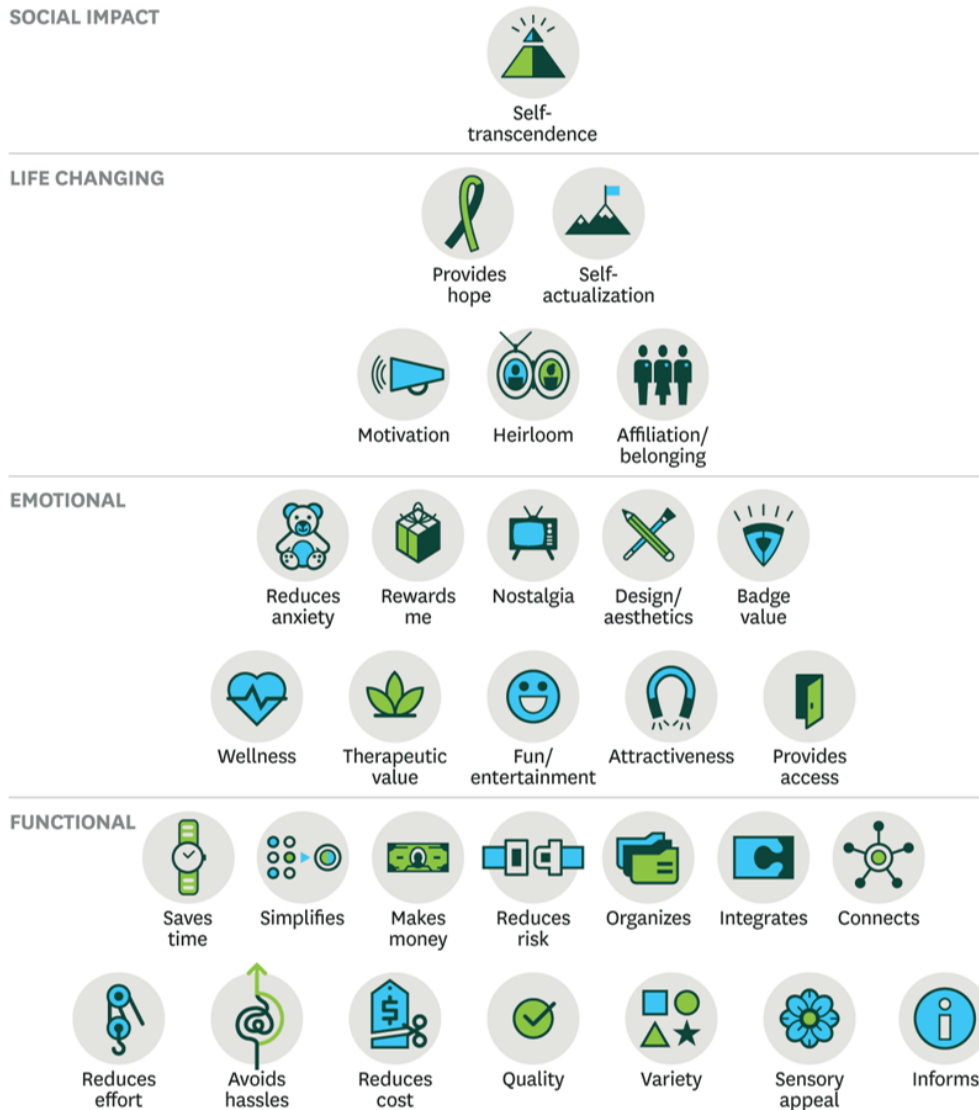 SOCIAL IMPACT
Self-
transcendence
LIFE CHANGING
Provides
hope
Self-
actualization
Motivation
Heirloom
Affiliation/
belonging
EMOTIONAL
Reduces
anxiety
Rewards
me
Nostalgia
Design/
aesthetics
Badge
value
Wellness
Therapeutic
value
Fun/
entertainment
Attractiveness
Provides
access
FUNCTIONAL
Saves
time
Simplifies
Makes
money
Reduces
risk
Organizes
Integrates
Connects
Reduces
effort
Avoids
hassles
$
Reduces
cost
Quality
Variety
Sensory
appeal
i
Informs